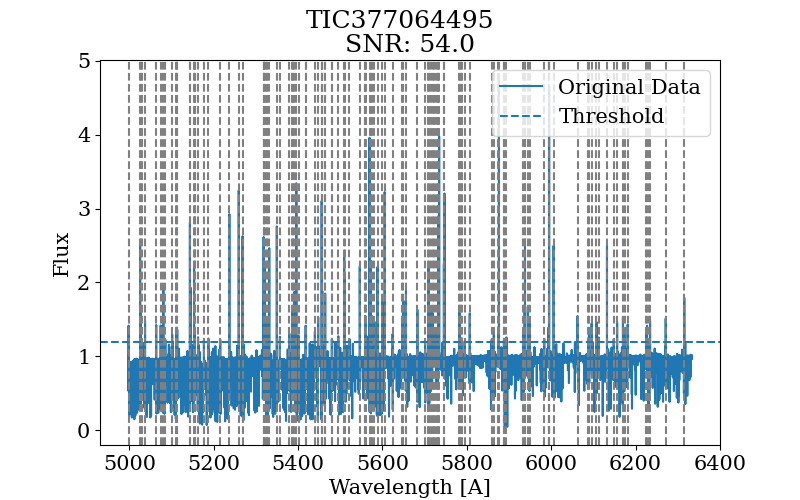 TIC377064495
SNR: 54.0
5
4
3
2
1
0
Flux
Original Data
Threshold
5000 5200 5400 5600 5800 6000 6200 6400
Wavelength [A]